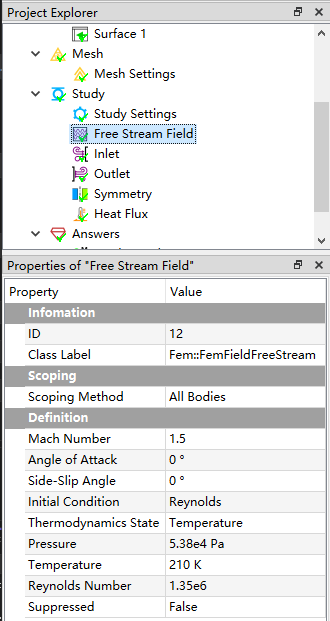 Project Explorer
Surface 1
Mesh
Mesh Settings
Study
Study Settings
Free Stream Field
Inlet
Outlet
Symmetry
Heat Flux
Answers
Properties of "Free Stream Field"
Property Value
Infomation
ID 12
Class Label Fem::FemFieldFreeStream
Scoping
Scoping Method All Bodies
Definition
Mach Number 1.5
Angle of Attack 0 °
Side-Slip Angle 0 °
Initial Condition Reynolds
Thermodynamics State Temperature
Pressure 5.38e4 Pa
Temperature 210 K
Reynolds Number 1.35e6
Suppressed False